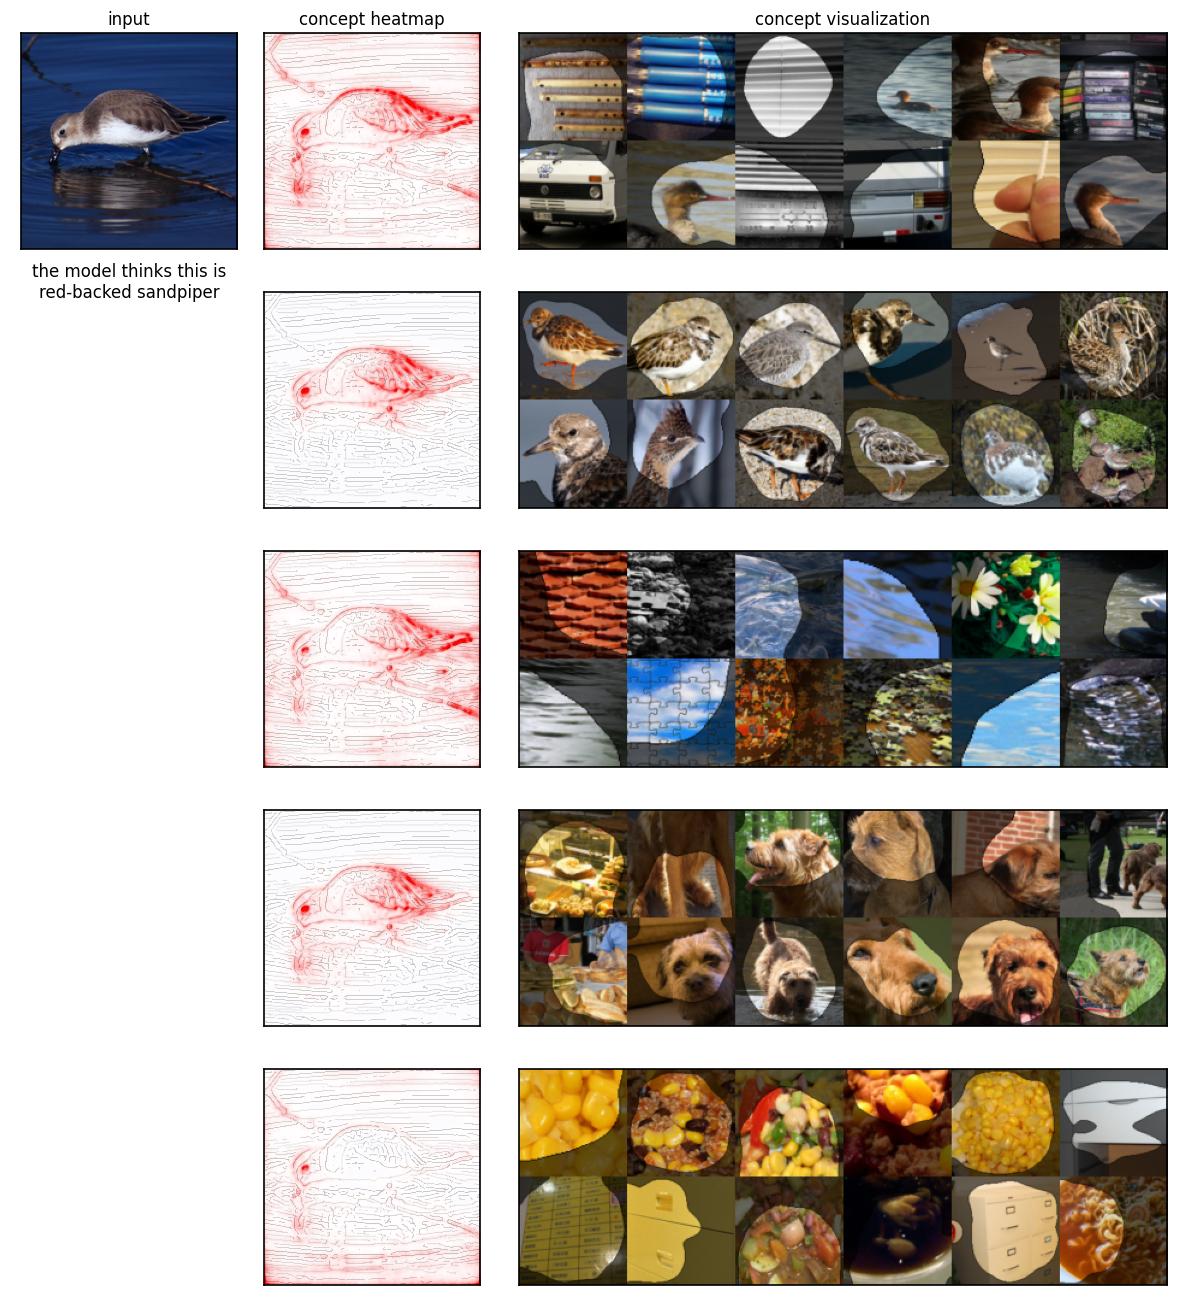 input
concept heatmap
concept visualization
the model thinks this is
red-backed sandpiper